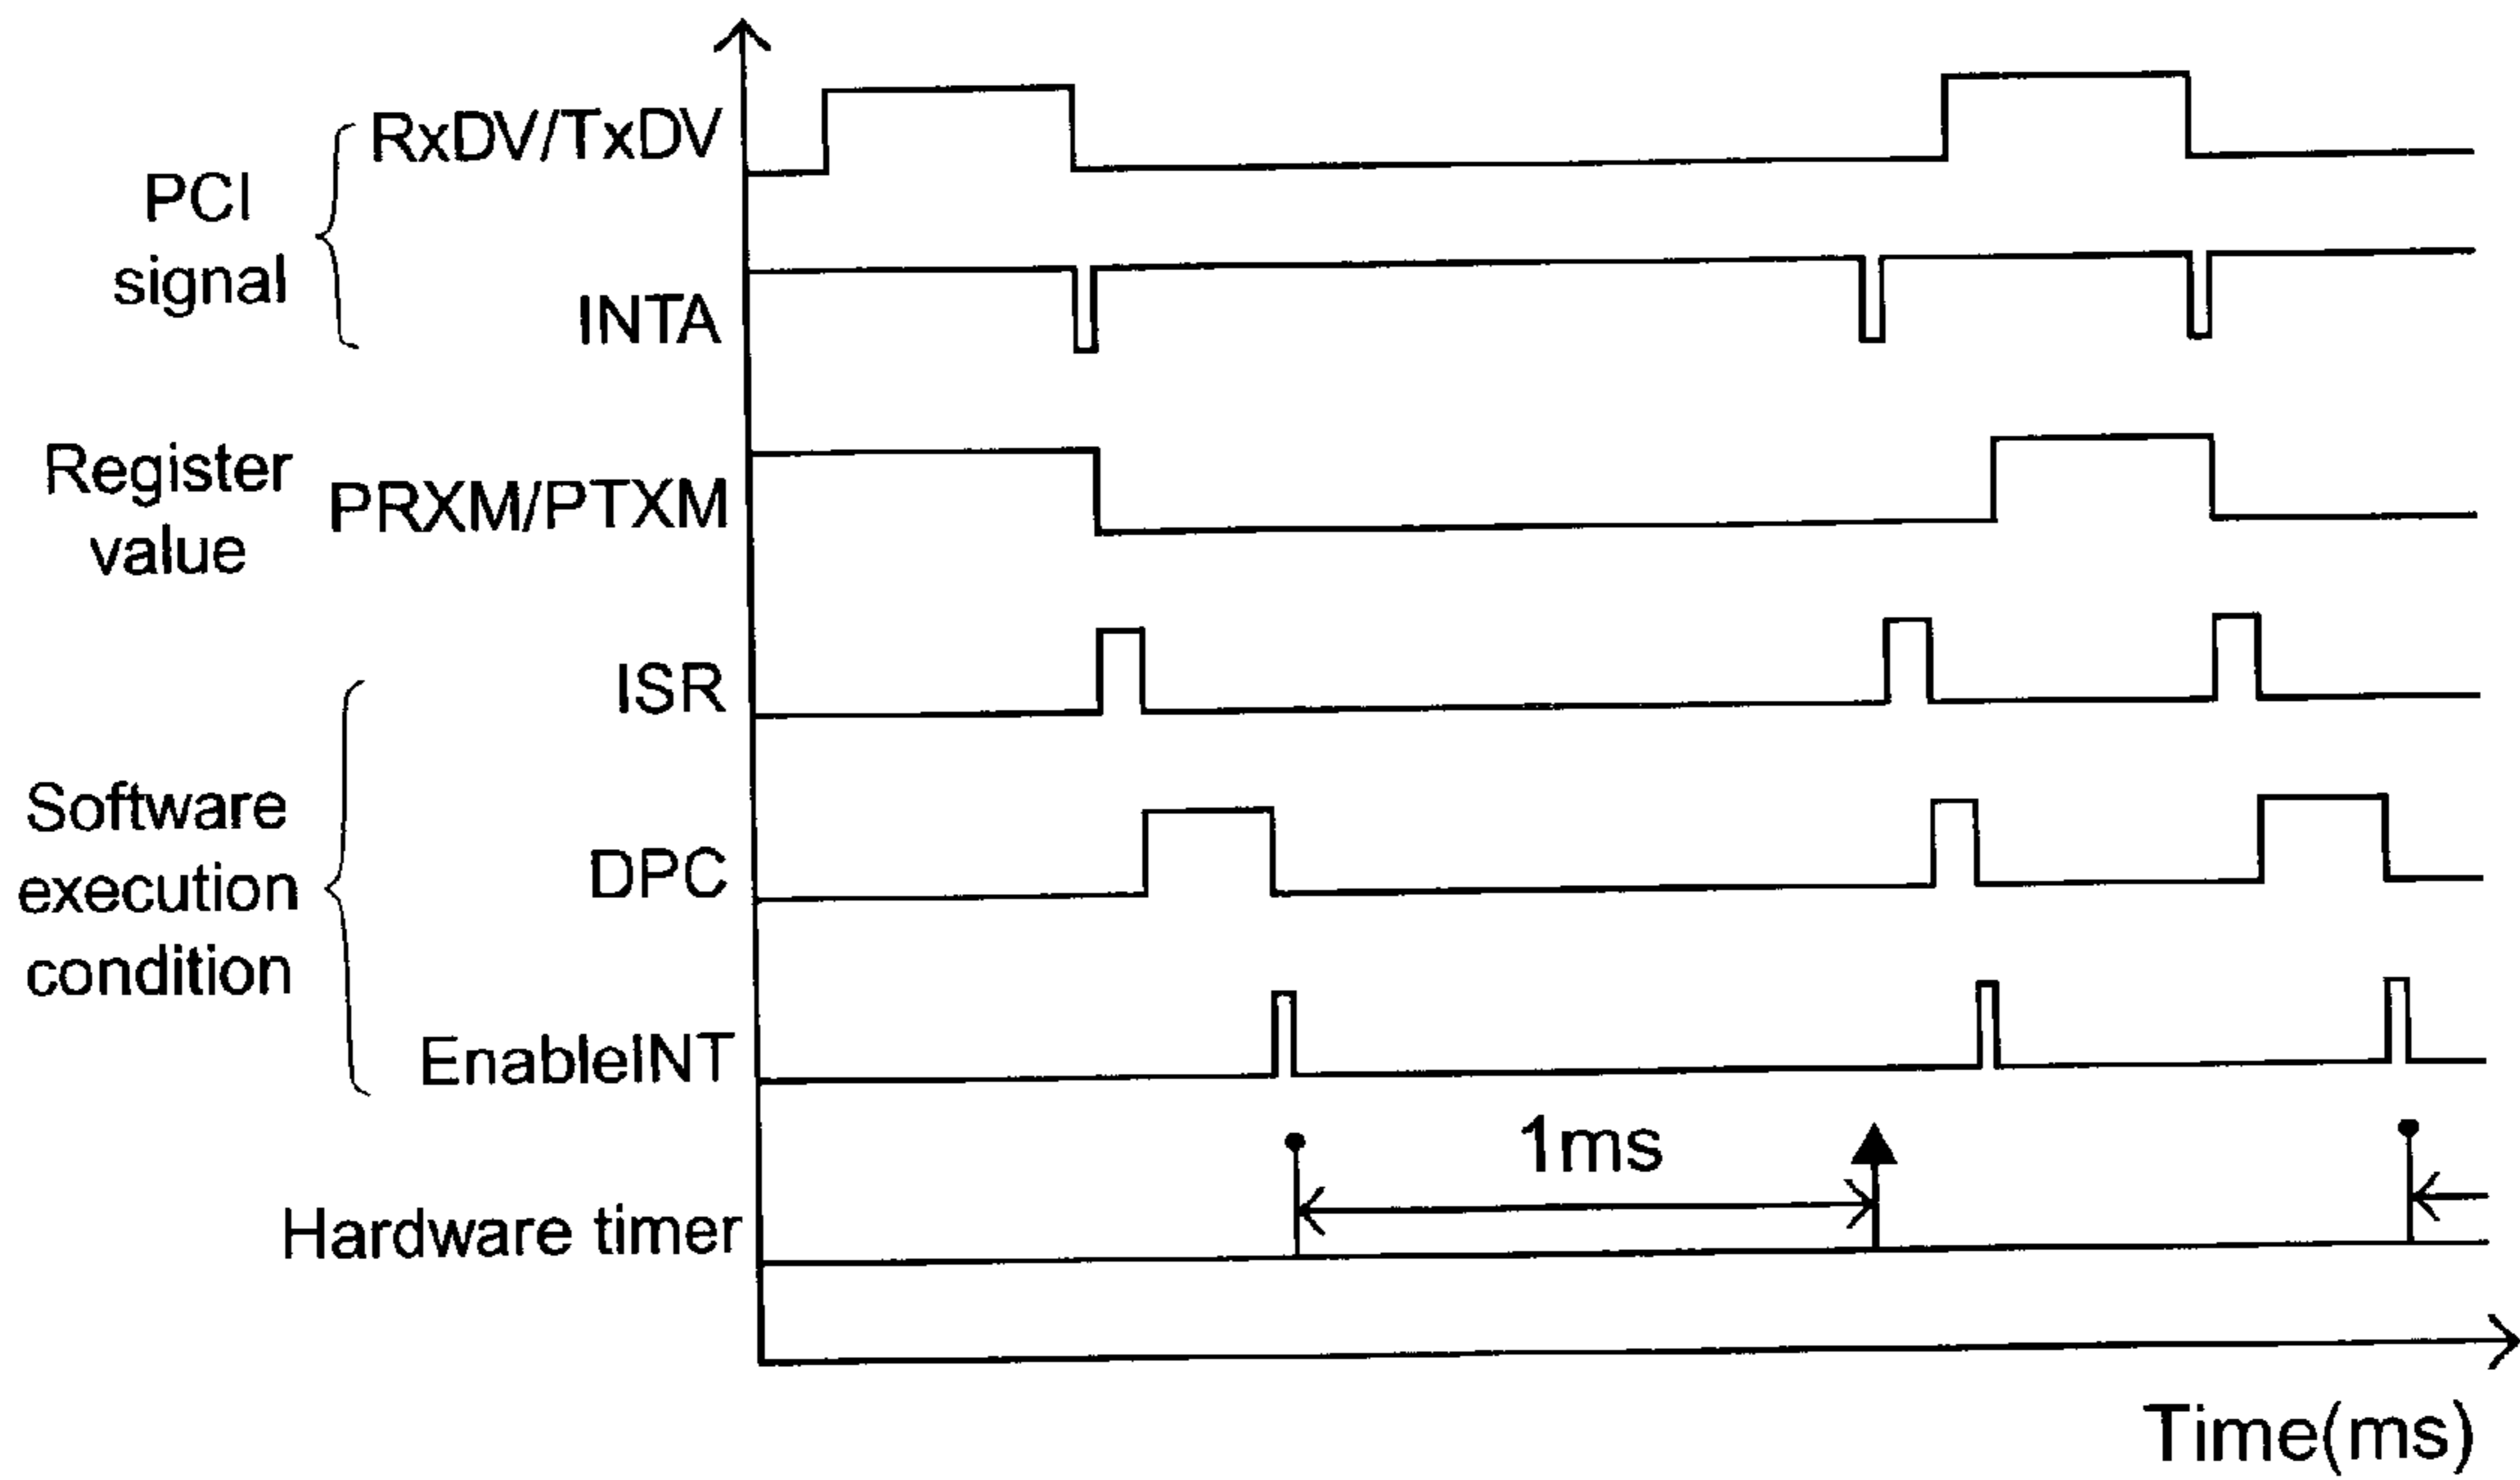 RxDV/TxDV
PCI
signal
INTA
Register
value
PRXM/PTXM
ISR
Software
execution
condition
DPC
EnableINT
1ms
Hardware timer
Time(ms)